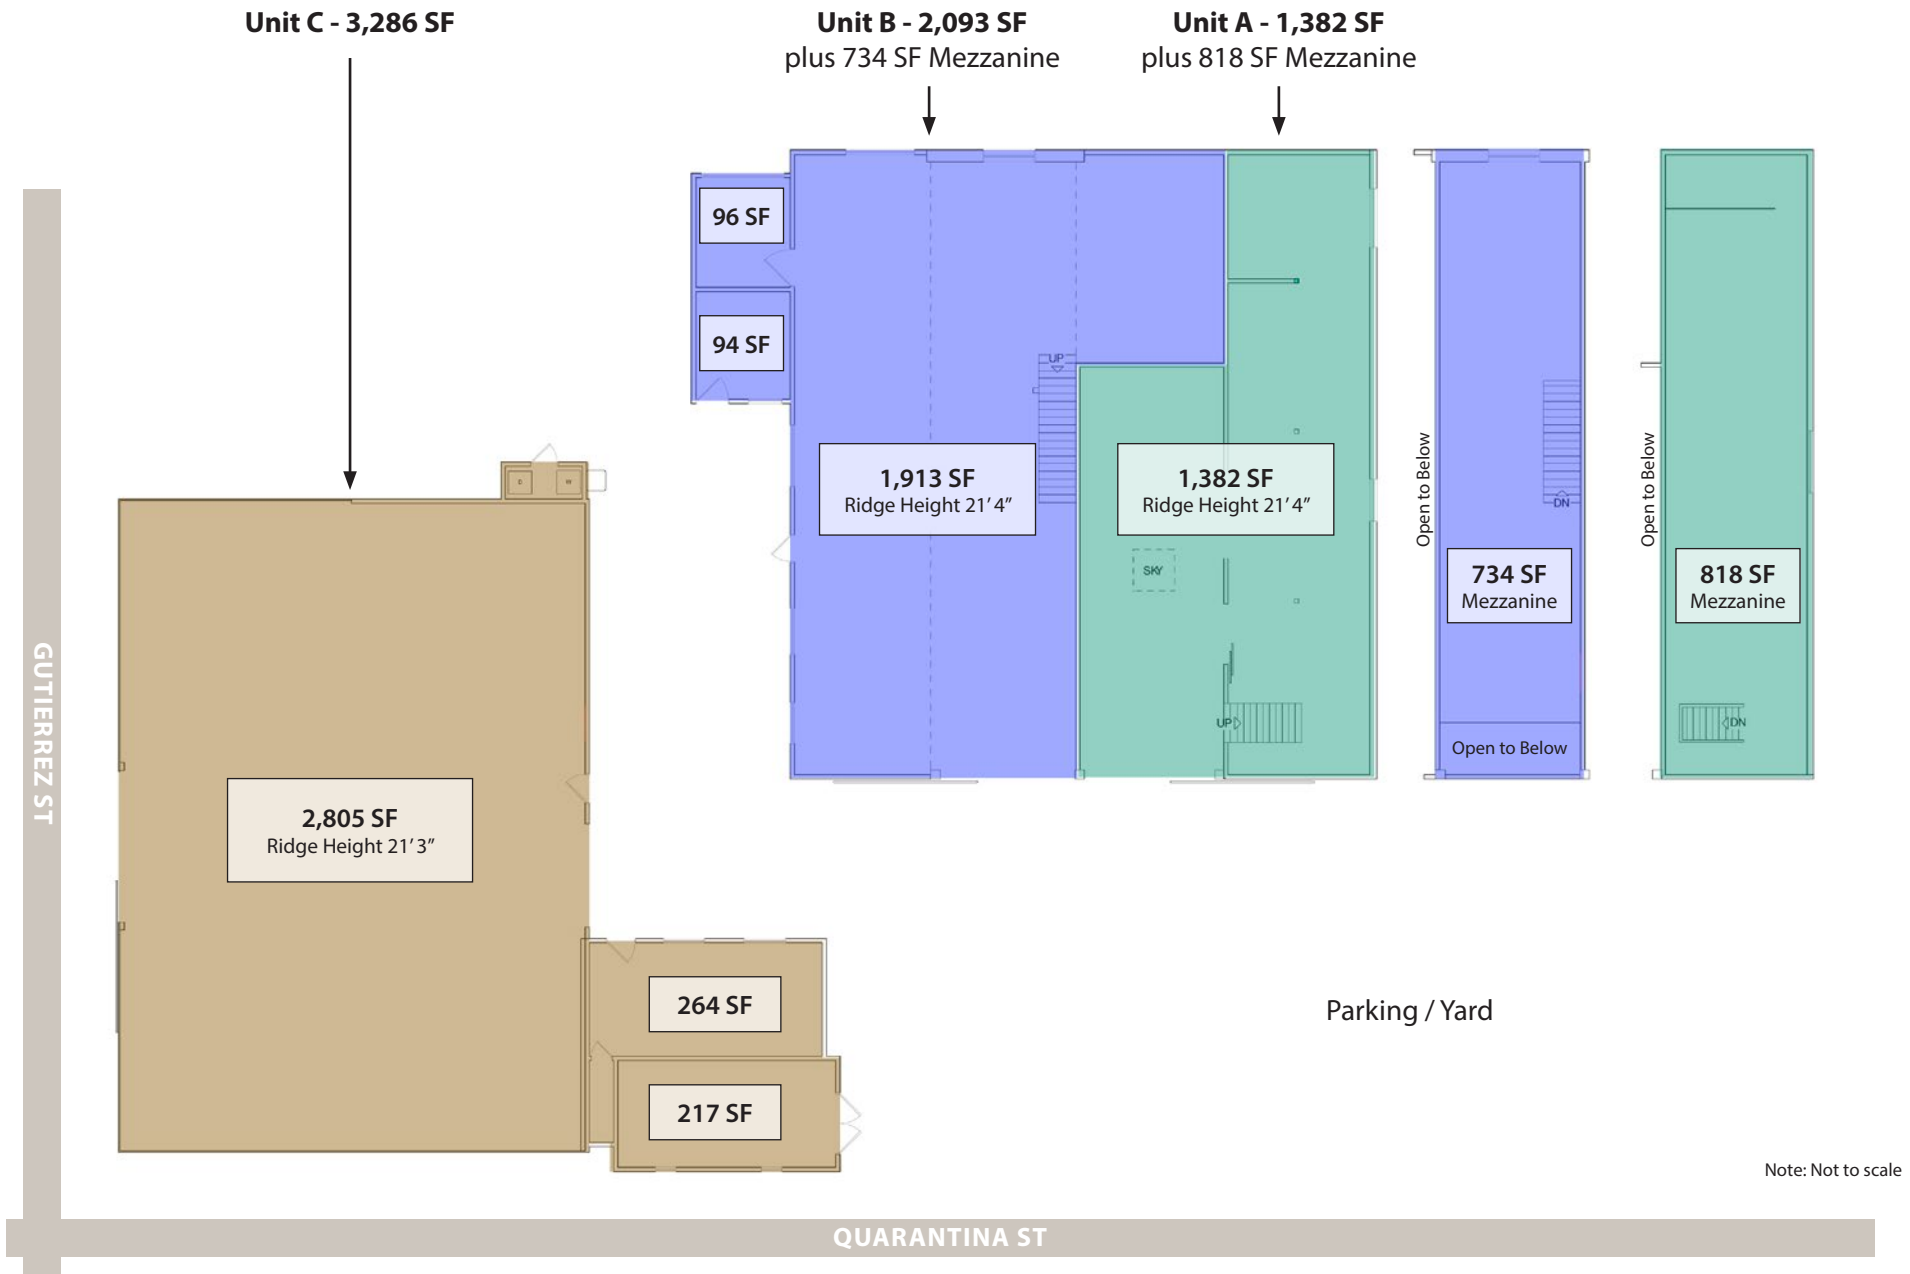 Unit C - 3,286 SF
Unit B - 2,093 SF
plus 734 SF Mezzanine
Unit A - 1,382 SF
plus 818 SF Mezzanine
96 SF
94 SF
UP
1,913 SF
Ridge Height 21’ 4”
1,382 SF
Ridge Height 21’ 4”
SKY
UP
Open to Below
DN
734 SF
Mezzanine
Open to Below
Open to Below
818 SF
Mezzanine
DN
GUTIERREZ ST
2,805 SF
Ridge Height 21’ 3”
264 SF
217 SF
Parking / Yard
Note: Not to scale
QUARANTINA ST